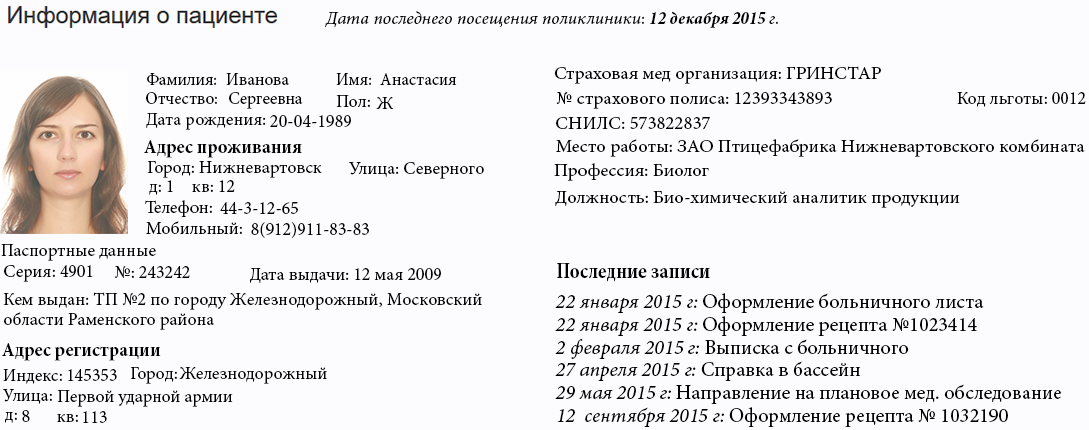 Информация о пациенте
Дата последнего посещения поликлиники: 12 декабря 2015 г.
Фамилия: Иванова Имя: Анастасия
Отчество: Сергеевна Пол: Ж
Дата рождения: 20-04-1989
Адрес проживания
Город: Нижневартовск Улица: Северного
д: 1 кв: 12
Телефон: 44-3-12-65
Мобильный: 8(912)911-83-83
Страховая мед организация: ГРИНСТАР
№ страхового полиса: 12393343893 Код льготы: 0012
СНИЛС: 573822837
Место работы: ЗАО Птицефабрика Нижневартовского комбината
Профессия: Биолог
Должность: Био-химический аналитик продукции
Паспортные данные
Серия: 4901 №: 243242 Дата выдачи: 12 мая 2009
Кем выдан: ТП №2 по городу Железнодорожный, Московский
области Раменского района
Адрес регистрации
Индекс: 145353 Город:Железнодорожный
Улица: Первой ударной армии
д: 8 кв: 113
Последние записи
22 января 2015 г: Оформление больничного листа
22 января 2015 г: Оформление рецепта №1023414
2 февраля 2015 г: Выписка с больничного
27 апреля 2015 г: Справка в бассейн
29 мая 2015 г: Направление на плановое мед. обследование
12 сентября 2015 г: Оформление рецепта № 1032190